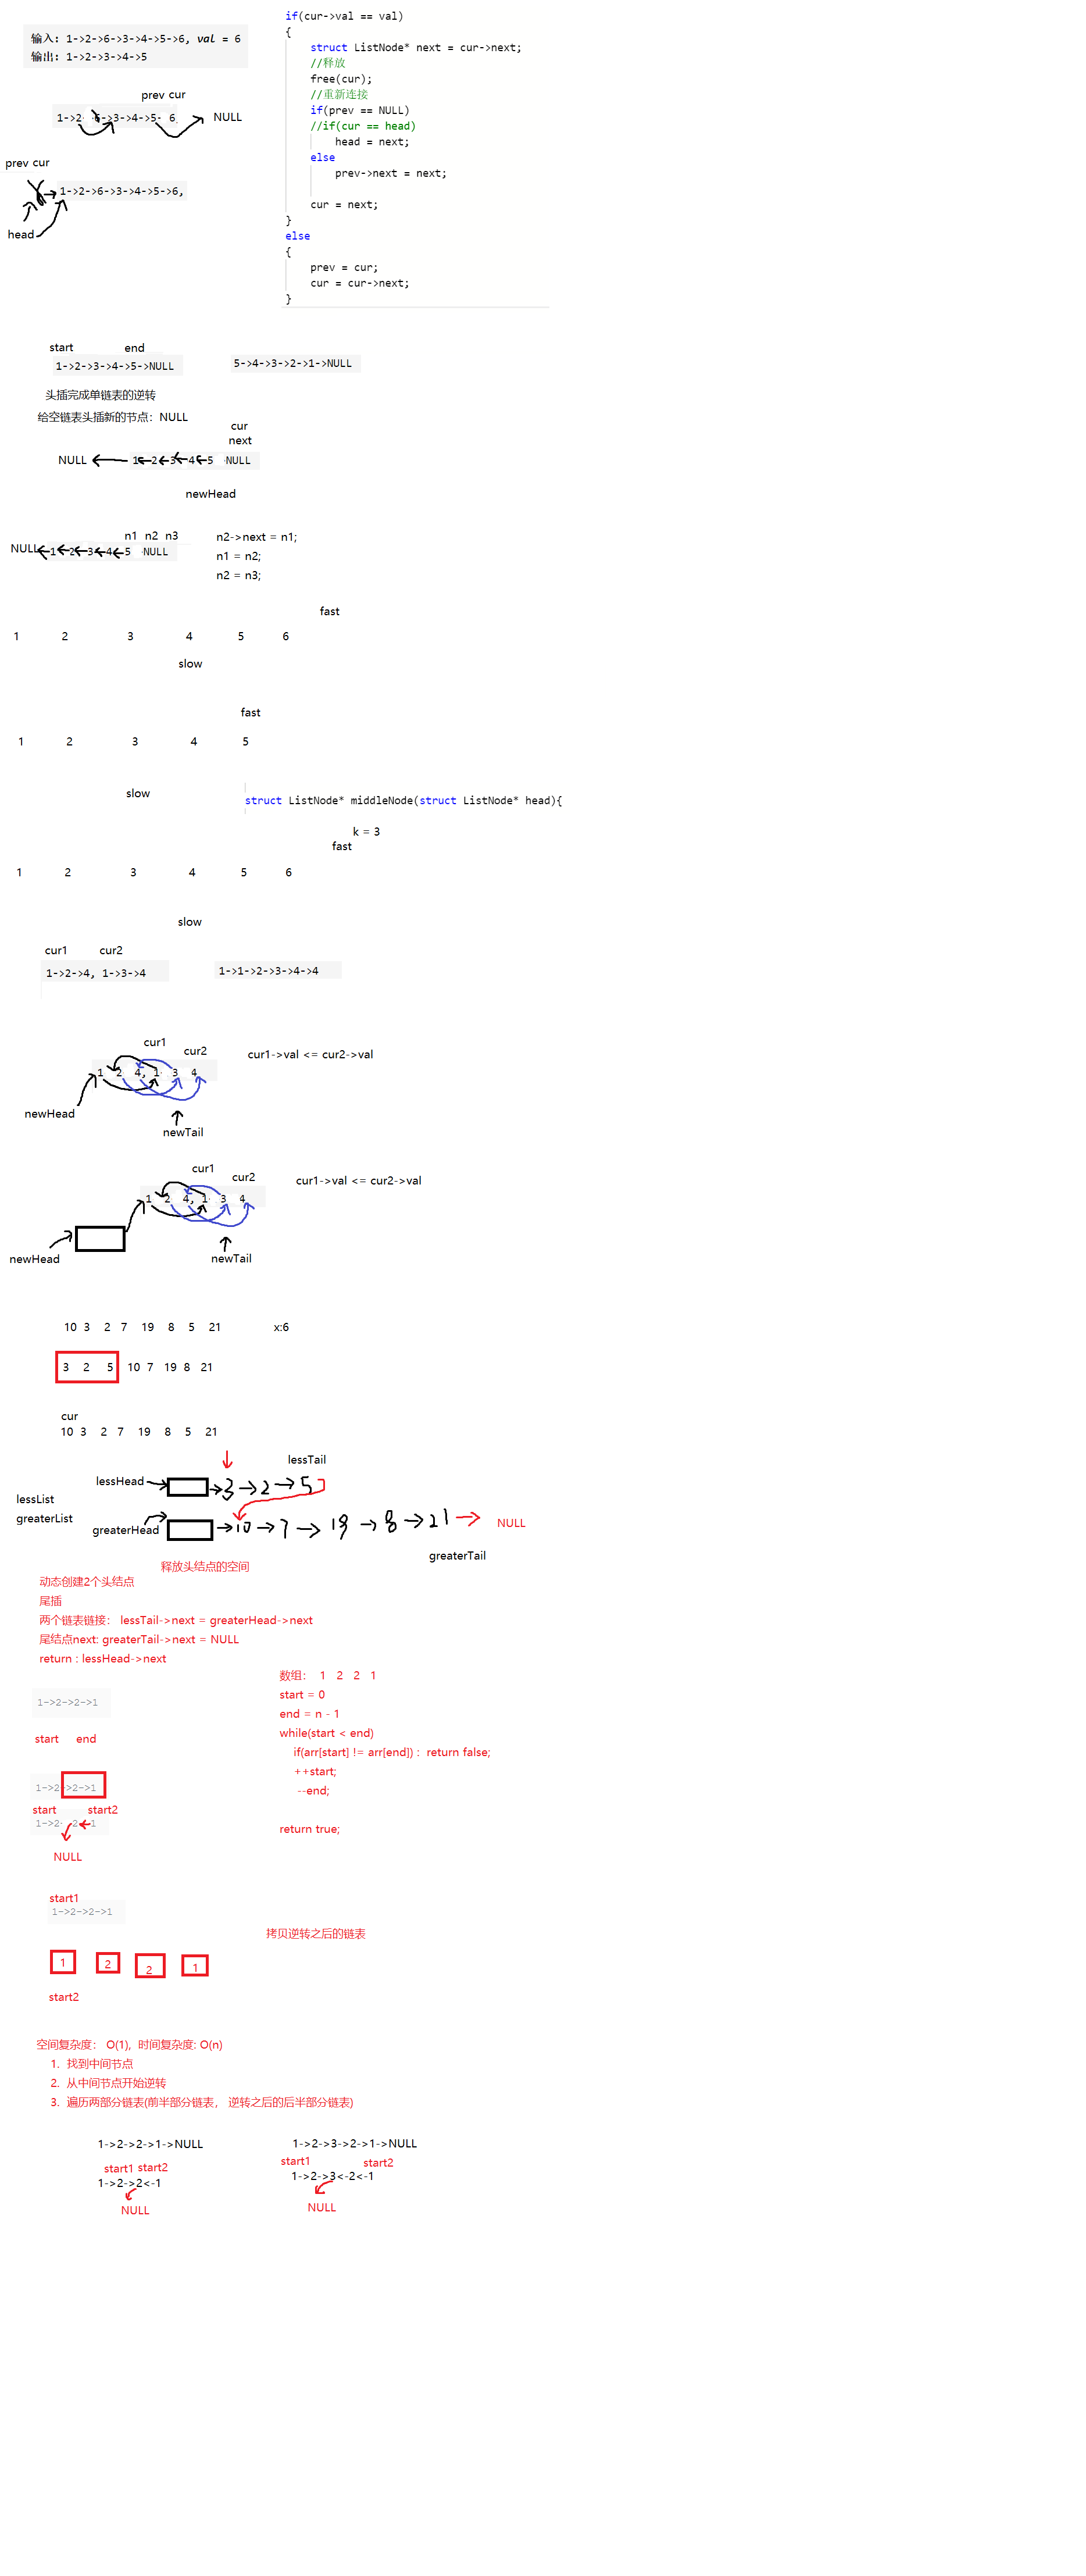 输入: 1->2->6->3->4->5->6, val = 6
输出: 1->2->3->4->5
prev cur
1->2 6->3->4->5- 6
NULL
prev cur
1->2->6->3->4->5->6,
head
if(cur->val == val)
{
struct ListNode* next = cur->next;
//释放
free(cur);
//重新连接
if(prev == NULL)
//if(cur == head)
head = next;
else
prev->next = next;
cur = next;
}
else
{
prev = cur;
cur = cur->next;
}
start end
1->2->3->4->5->NULL
5->4->3->2->1->NULL
头插完成单链表的逆转
给空链表头插新的节点：NULL
cur
next
NULL 1 2 3 4 5 NULL
newHead
n1 n2 n3
NULL 1 2 3 4 5 NULL
n2->next = n1;
n1 = n2;
n2 = n3;
fast
1 2 3 4 5 6
slow
fast
1 2 3 4 5
slow
struct ListNode* middleNode(struct ListNode* head){
k = 3
fast
1 2 3 4 5 6
slow
cur1 cur2
1->2->4, 1->3->4
1->1->2->3->4->4
cur1
cur2
cur1->val <= cur2->val
1 2 4, 1 3 4
newHead
newTail
cur1
cur2
cur1->val <= cur2->val
1 2 4, 1 3 4
newHead
newTail
10 3 2 7 19 8 5 21 x:6
3 2 5 10 7 19 8 21
cur
10 3 2 7 19 8 5 21
lessTail
lessHead 3 2 5
lessList
greaterList
greaterHead 10 7 19 8 21 NULL
greaterTail
释放头结点的空间
动态创建2个头结点
尾插
两个链表链接： lessTail->next = greaterHead->next
尾结点next: greaterTail->next = NULL
return : lessHead->next
数组： 1 2 2 1
start = 0
end = n - 1
while(start < end)
if(arr[start] != arr[end]) : return false;
++start;
--end;
return true;
1->2->2->1
start end
1->2->2->1
start start2
1->2 2 1
NULL
start1
1->2->2->1
拷贝逆转之后的链表
1 2 2 1
start2
空间复杂度： O(1), 时间复杂度: O(n)
1. 找到中间节点
2. 从中间节点开始逆转
3. 遍历两部分链表(前半部分链表， 逆转之后的后半部分链表)
1->2->2->1->NULL
start1 start2
1->2->2<-1
NULL
1->2->3->2->1->NULL
start1 start2
1->2->3<-2<-1
NULL